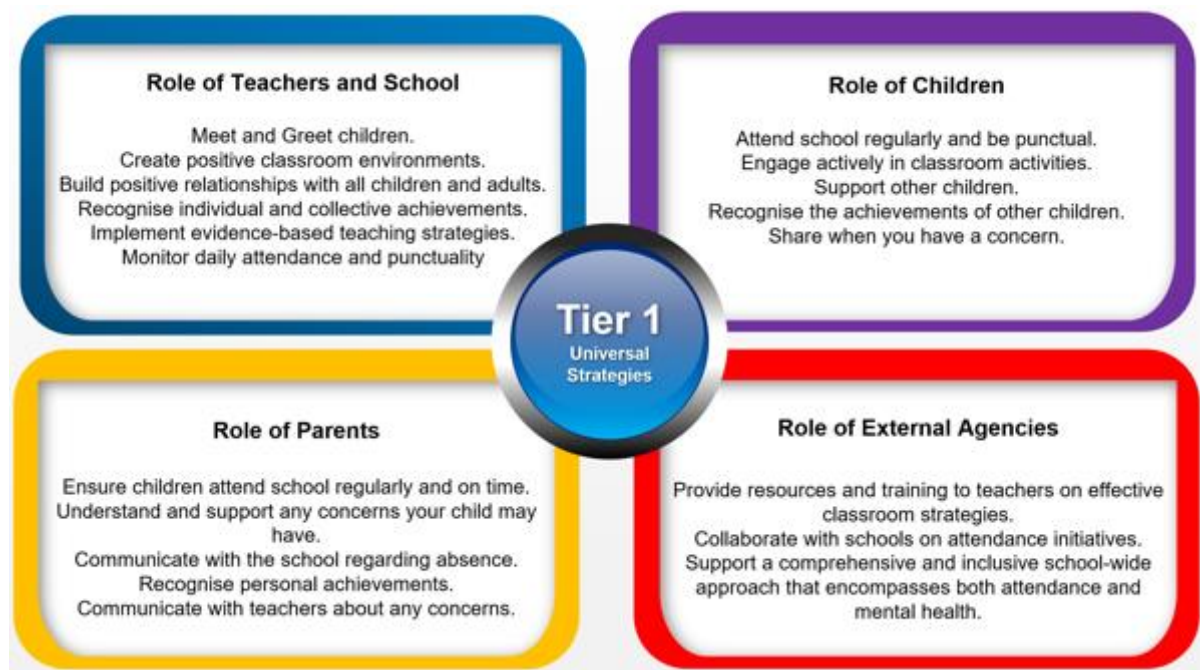 Role of Teachers and School
Meet and Greet children.
Create positive classroom environments.
Build positive relationships with all children and adults.
Recognise individual and collective achievements.
Implement evidence-based teaching strategies.
Monitor daily attendance and punctuality
Role of Children
Attend school regularly and be punctual.
Engage actively in classroom activities.
Support other children.
Recognise the achievements of other children.
Share when you have a concern.
Tier 1
Universal
Strategies
Role of Parents
Ensure children attend school regularly and on time.
Understand and support any concerns your child may
have.
Communicate with the school regarding absence.
Recognise personal achievements.
Communicate with teachers about any concerns.
Role of External Agencies
Provide resources and training to teachers on effective
classroom strategies.
Collaborate with schools on attendance initiatives.
Support a comprehensive and inclusive school-wide
approach that encompasses both attendance and
mental health.